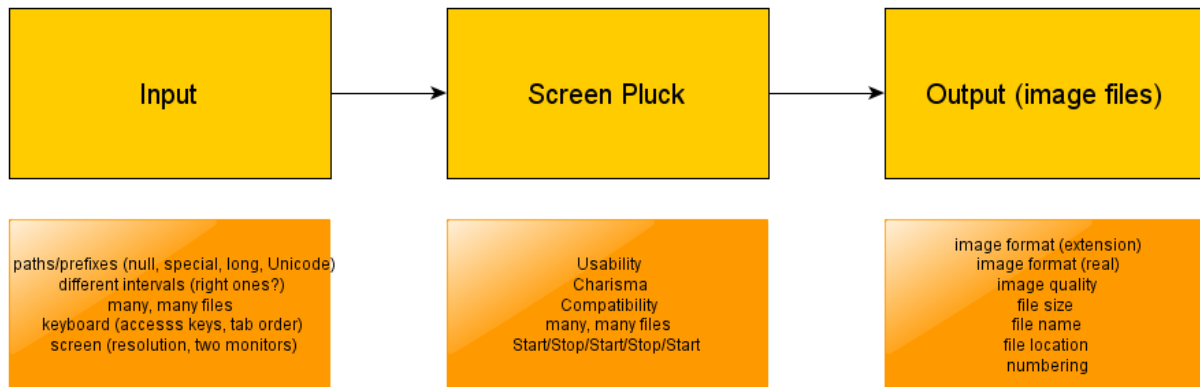 Input
Screen Pluck
Output (image files)
paths/prefixes (null, special, long, Unicode)
different intervals (right ones?)
many, many files
keyboard (accesss keys, tab order)
screen (resolution, two monitors)
Usability
Charisma
Compatibility
many, many files
Start/Stop/Start/Stop/Start
image format (extension)
image format (real)
image quality
file size
file name
file location
numbering